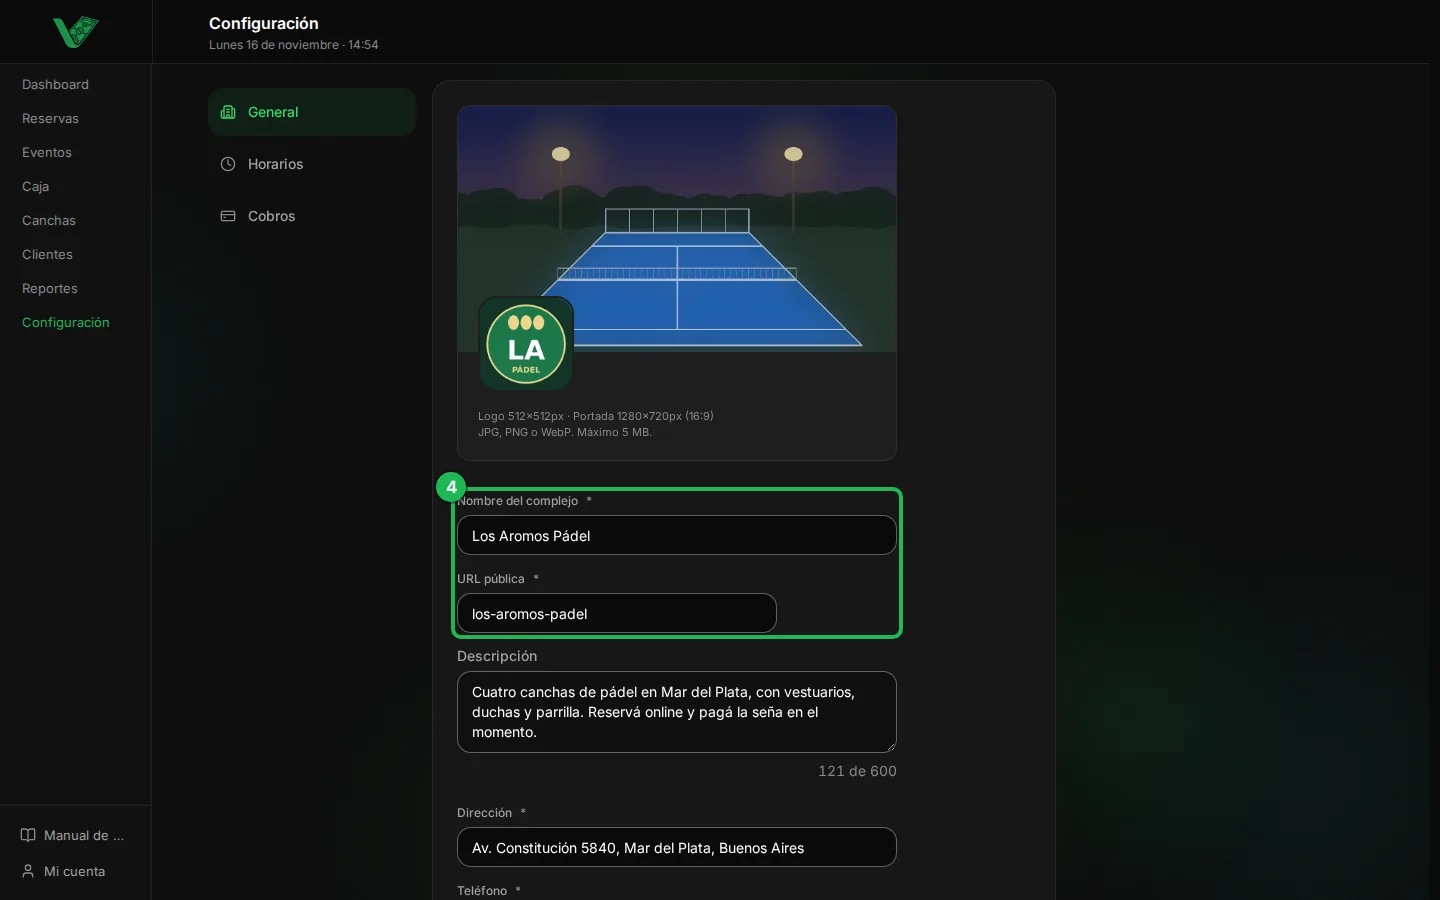 Configuración
Lunes 16 de noviembre · 14:54
Dashboard
Reservas
Eventos
Caja
Canchas
Clientes
Reportes
Configuración
Manual de ...
Mi cuenta
General
Horarios
Cobros
LA
PÁDEL
Logo 512×512px · Portada 1280×720px (16:9)
JPG, PNG o WebP. Máximo 5 MB.
4
Nombre del complejo *
Los Aromos Pádel
URL pública *
los-aromos-padel
Descripción
Cuatro canchas de pádel en Mar del Plata, con vestuarios,
duchas y parrilla. Reservá online y pagá la seña en el
momento.
121 de 600
Dirección *
Av. Constitución 5840, Mar del Plata, Buenos Aires
Teléfono *